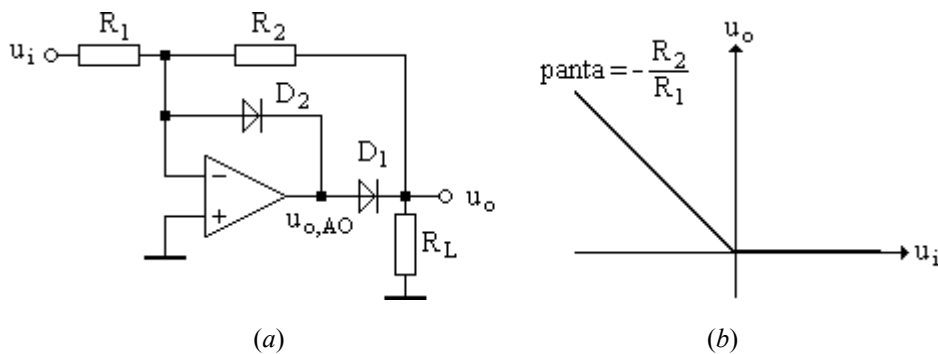 R1
R2
ui
D2
D1
−
+
uo,AO
uo
RL
(a)
uo
panta = - R2
R1
ui
(b)